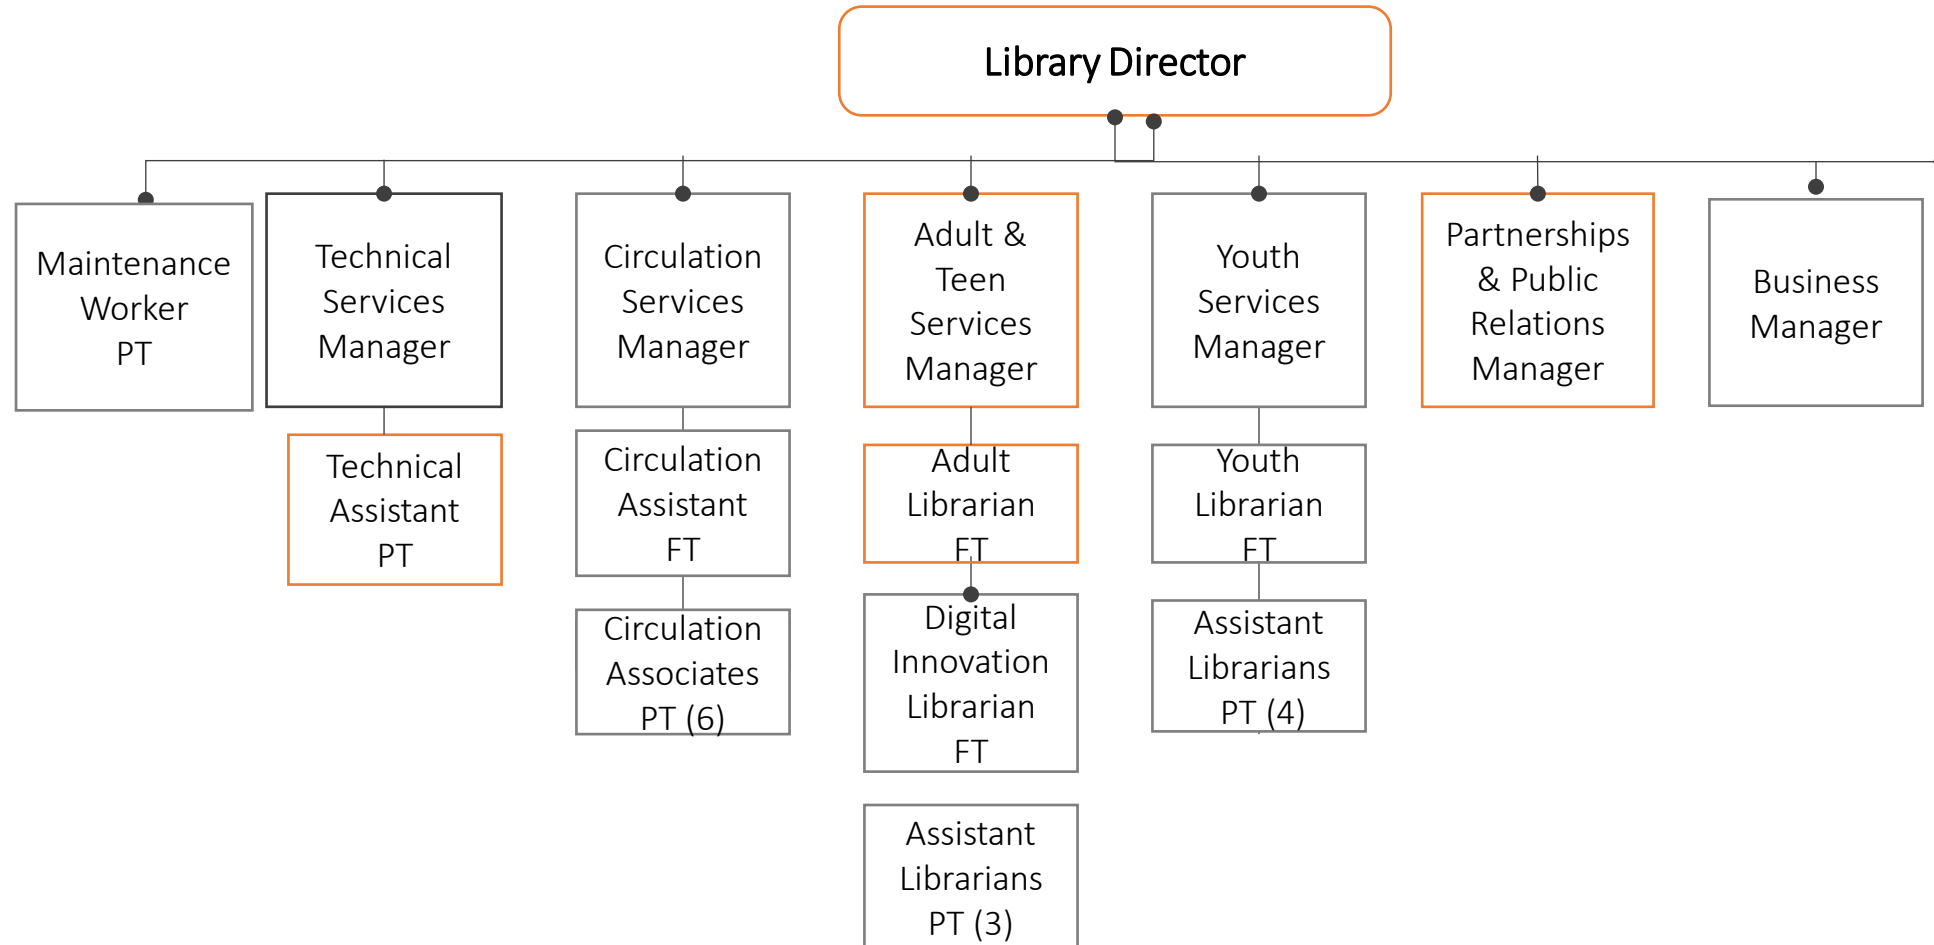 Library Director
Maintenance
Worker
PT
Technical
Services
Manager
Circulation
Services
Manager
Adult &
Teen
Services
Manager
Youth
Services
Manager
Partnerships
& Public
Relations
Manager
Business
Manager
Technical
Assistant
PT
Circulation
Assistant
FT
Adult
Librarian
FT
Youth
Librarian
FT
Circulation
Associates
PT (6)
Digital
Innovation
Librarian
FT
Assistant
Librarians
PT (4)
Assistant
Librarians
PT (3)